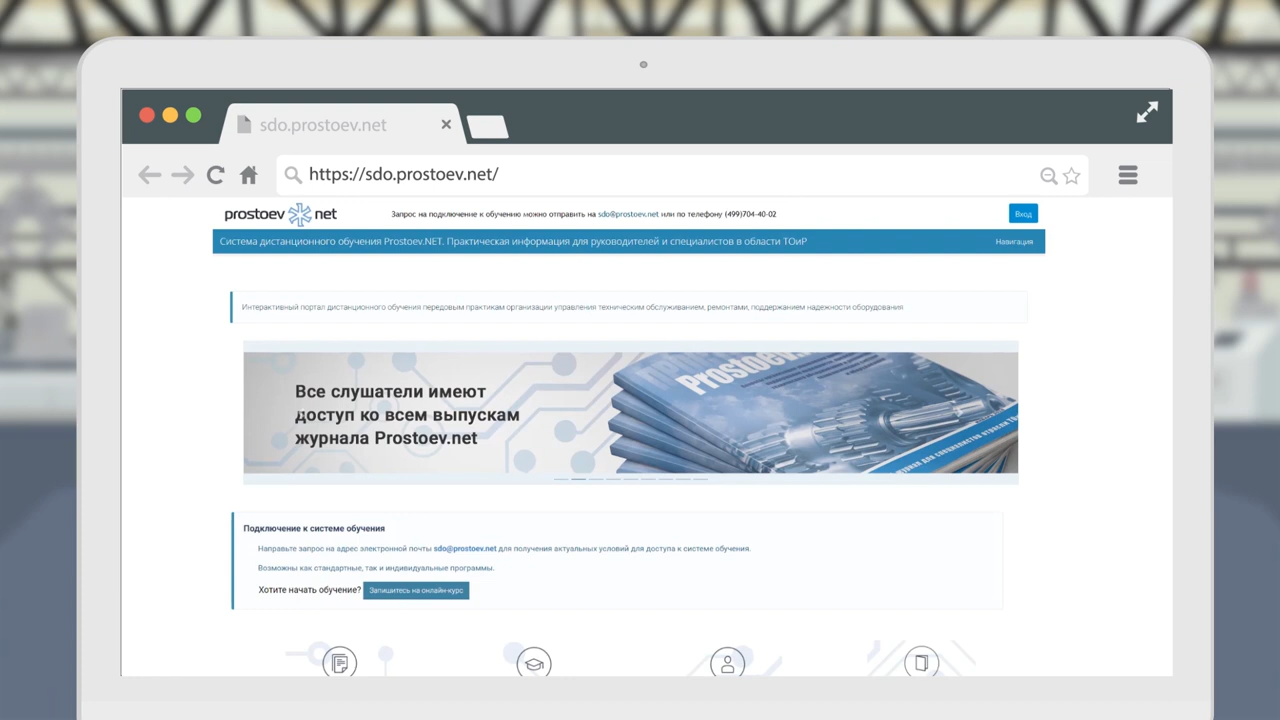 sdo.prostoev.net
https://sdo.prostoev.net/
prostoev net
Запрос на подключение к обучению можно отправить на sdo@prostoev.net или по телефону (499)704-40-02
Вход
Система дистанционного обучения Prostoev.NET. Практическая информация для руководителей и специалистов в области ТОиР
Навигация
Интерактивный портал дистанционного обучения передовым практикам организации управления техническим обслуживанием, ремонтами, поддержанием надежности оборудования
Все слушатели имеют
доступ ко всем выпускам
журнала Prostoev.net
Prostoev.
журнал для специалистов отрасли
Подключение к системе обучения
Направьте запрос на адрес электронной почты sdo@prostoev.net для получения актуальных условий для доступа к системе обучения.
Возможны как стандартные, так и индивидуальные программы.
Хотите начать обучение? Запишитесь на онлайн-курс